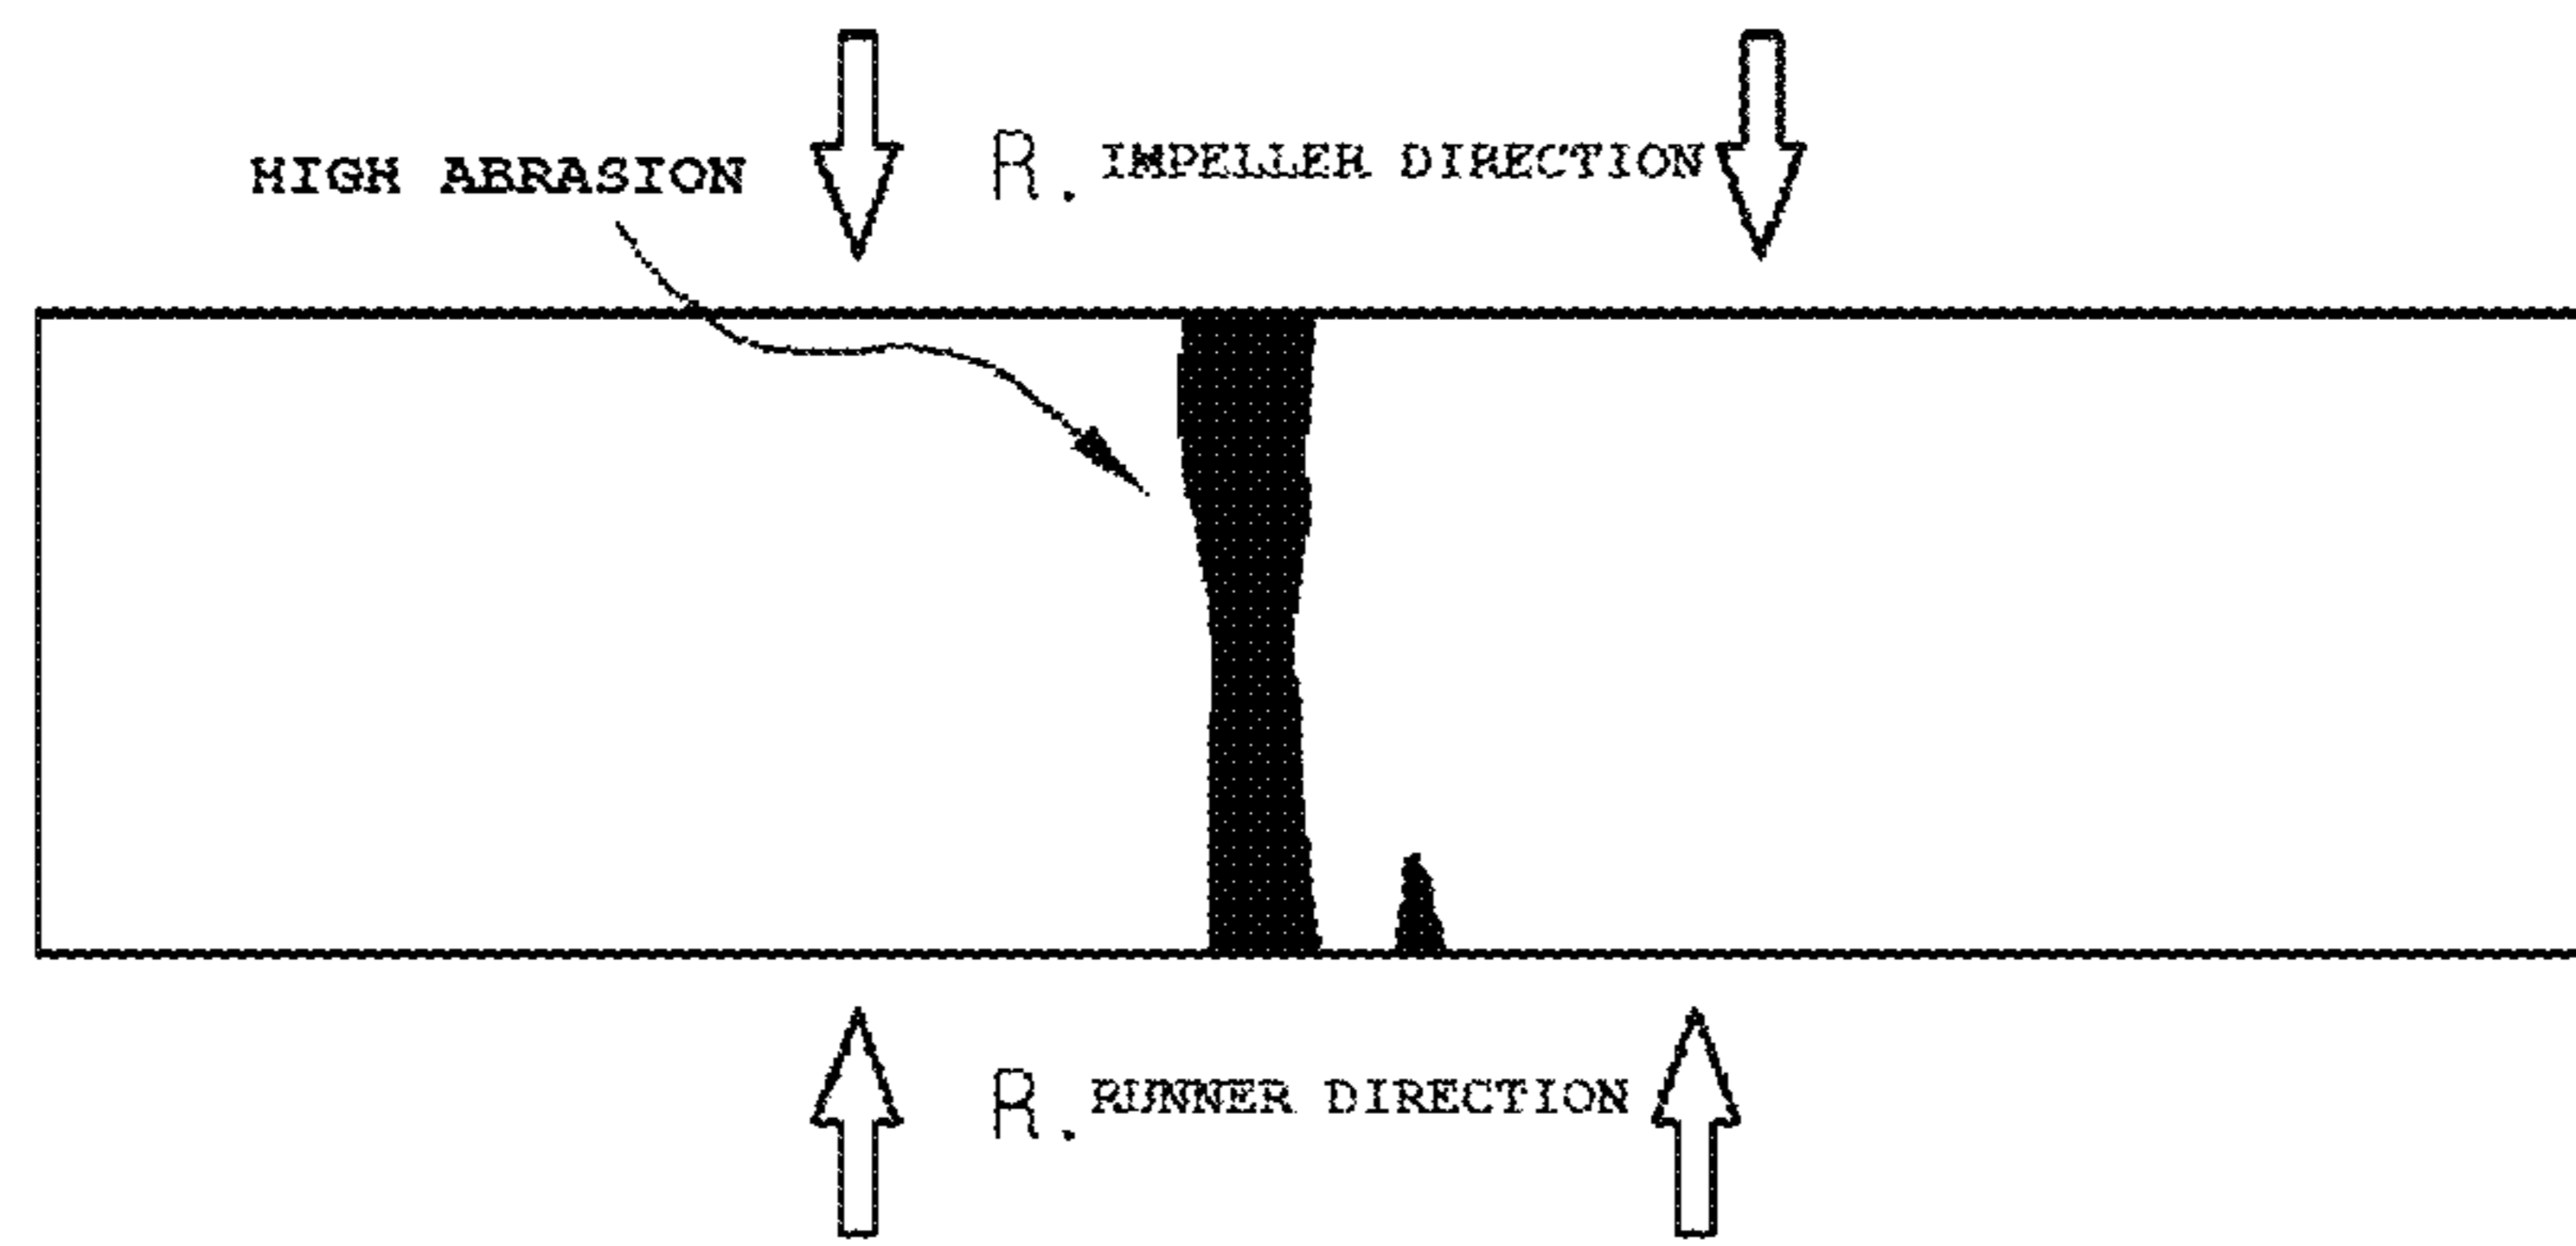 HIGH ABRASION
R. IMPELLER DIRECTION
R. RUNNER DIRECTION